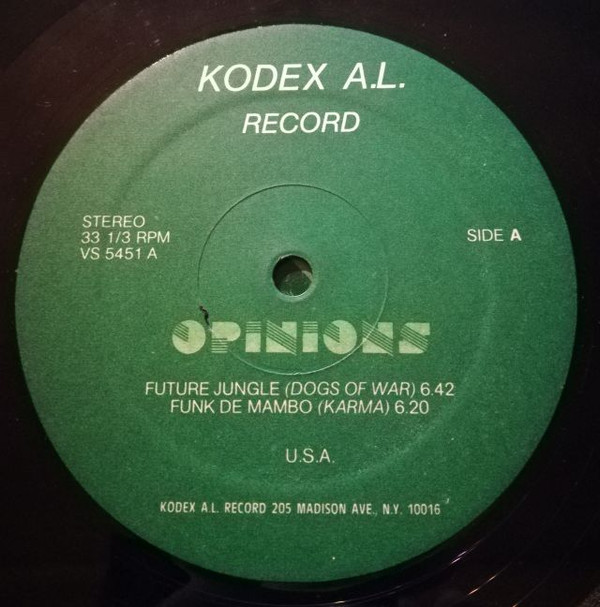 KODEX A.L.
RECORD
STEREO
33 1/3 RPM
VS 5451 A
SIDE A
OPINIONS
FUTURE JUNGLE (DOGS OF WAR) 6.42
FUNK DE MAMBO (KARMA) 6.20
U.S.A.
KODEX A.L. RECORD 205 MADISON AVE., N.Y. 10016